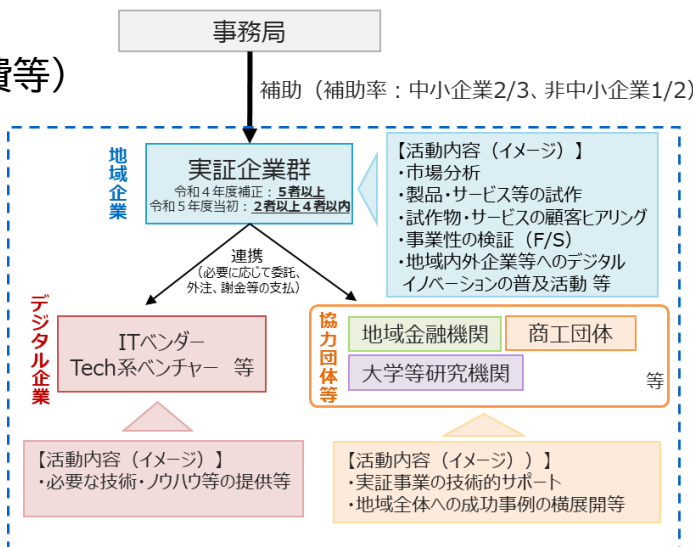 事務局
費等）
補助（補助率：中小企業2/3、非中小企業1/2）
地域企業
実証企業群
令和４年度補正：５者以上
令和５年度当初：２者以上４者以内
【活動内容（イメージ）】
・市場分析
・製品・サービス等の試作
・試作物・サービスの顧客ヒアリング
・事業性の検証（F/S）
・地域内外企業等へのデジタル
イノベーションの普及活動 等
連携
（必要に応じて委託、
外注、謝金等の支払）
デジタル企業
ITベンダー
Tech系ベンチャー　等
協力団体等
地域金融機関
商工団体
大学等研究機関
等
【活動内容（イメージ）】
・必要な技術・ノウハウ等の提供等
【活動内容（イメージ））】
・実証事業の技術的サポート
・地域全体への成功事例の横展開等